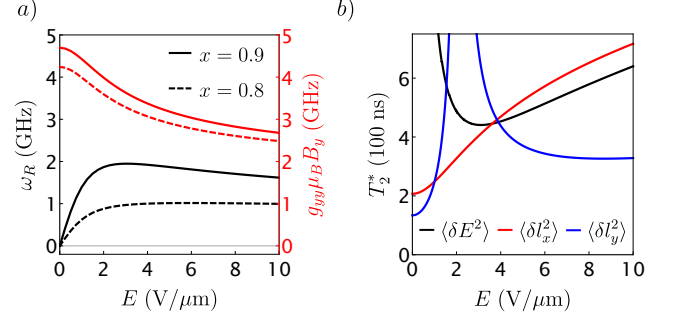 a)
5
4
3
2
1
0
ω_R (GHz)
x = 0.9
x = 0.8
5
4
3
2
1
0
g_{yy}μ_B B_y (GHz)
0 2 4 6 8 10
E (V/μm)
b)
6
4
2
0
T_2^* (100 ns)
⟨δE^2⟩ ⟨δl_x^2⟩ ⟨δl_y^2⟩
0 2 4 6 8 10
E (V/μm)